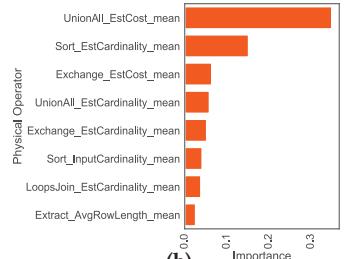 UnionAll_EstCost_mean
Sort_EstCardinality_mean
Exchange_EstCost_mean
UnionAll_EstCardinality_mean
Exchange_EstCardinality_mean
Sort_InputCardinality_mean
LoopsJoin_EstCardinality_mean
Extract_AvgRowLength_mean
Physical Operator
0.0 0.1 0.2 0.3
Importance
(b)